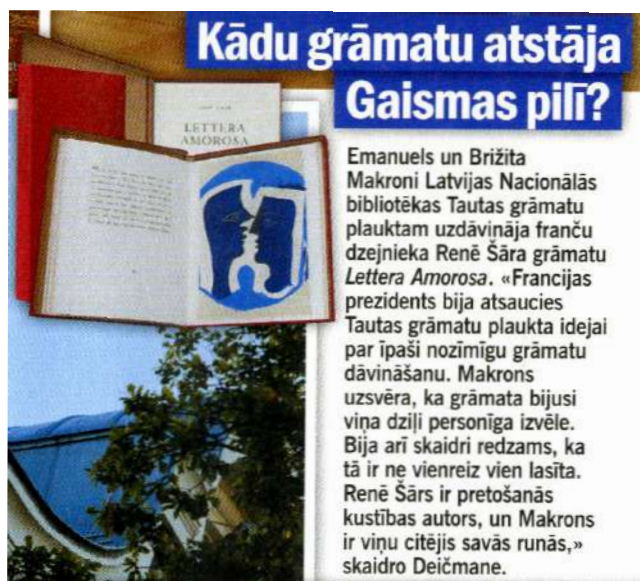 Kādu grāmatu atstāja
Gaismas pilī?
LETTERA
AMOROSA
Emanuels un Brižita
Makroni Latvijas Nacionālās
bibliotēkas Tautas grāmatu
plauktam uzdāvināja franču
dzejnieka Renē Šāra grāmatu
Lettera Amorosa. «Francijas
prezidents bija atsaucies
Tautas grāmatu plaukta idejai
par īpaši nozīmīgu grāmatu
dāvināšanu. Makrons
uzsvēra, ka grāmata bijusi
viņa dziļi personīga izvēle.
Bija arī skaidri redzams, ka
tā ir ne vienreiz vien lasīta.
Renē Šārs ir pretošanās
kustības autors, un Makrons
ir viņu citējis savās runās,»
skaidro Deičmane.